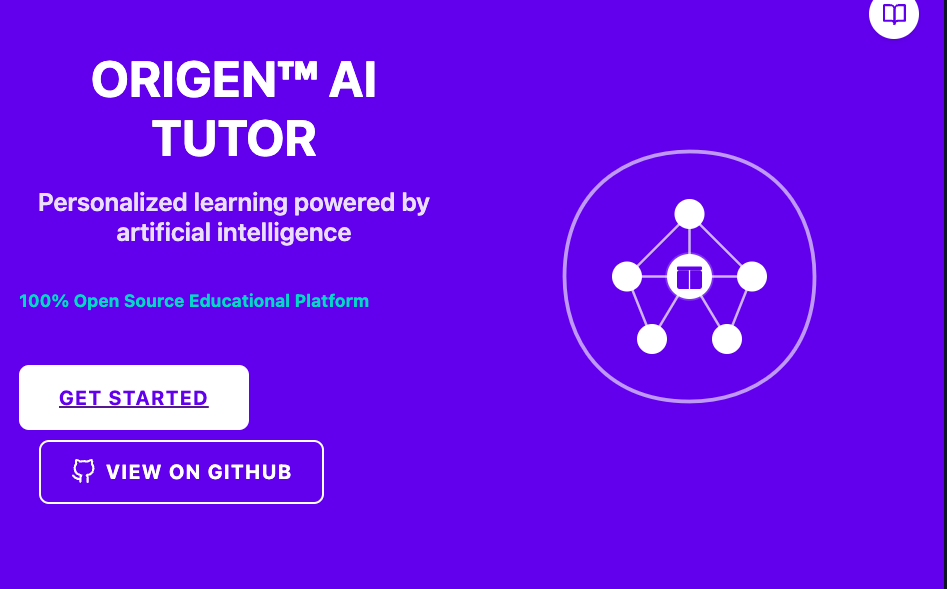 ORIGEN™ AI
TUTOR
Personalized learning powered by
artificial intelligence
100% Open Source Educational Platform
GET STARTED
VIEW ON GITHUB